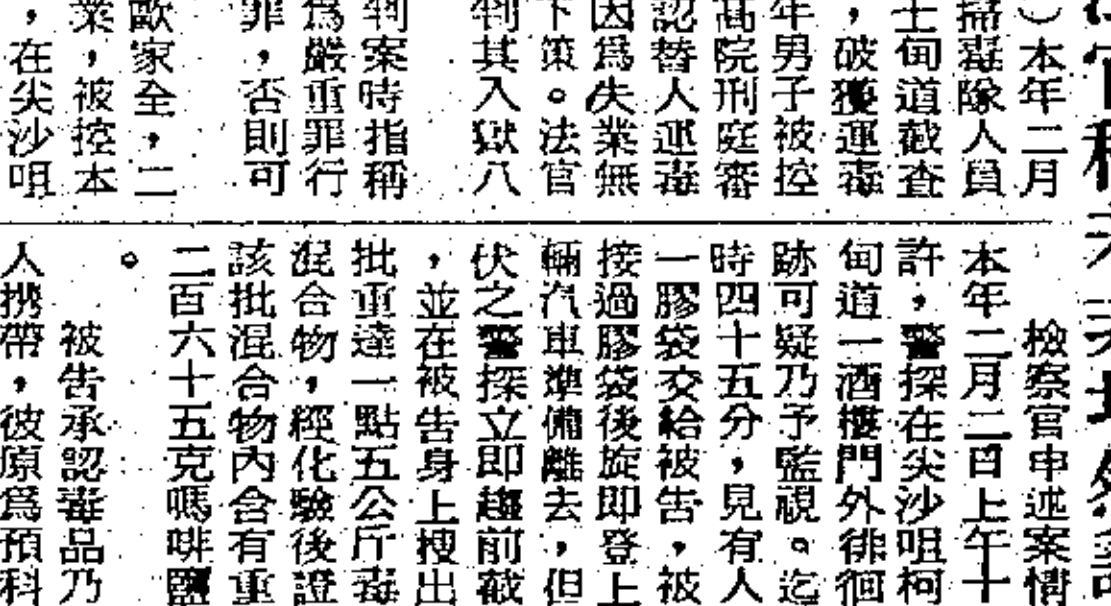 ）本年二月
掃毒隊人員
士甸道截查
，破獲運毒
年男子被控
高院刑庭審
認替人運毒
因爲失業無
下策。法官
判其入獄八
判案時指稱
爲嚴重罪行
罪，否則可
歐家全，二
業，被控本
，在尖沙咀
檢察官申述案情
本年二月二日上午十
許，警探在尖沙咀柯
甸道一酒樓門外徘徊
跡可疑乃予監視。迄
時四十五分，見有人
一膠袋交給被告，被
接過膠袋後旋即登上
輛汽車準備離去，但
伏之警探立即趨前截
，並在被告身上搜出
批重達一點五公斤毒
混合物，經化驗後證
該批混合物內含有重
二百六十五克嗎啡鹽
。
被告承認毒品乃
人携帶，彼原爲預科